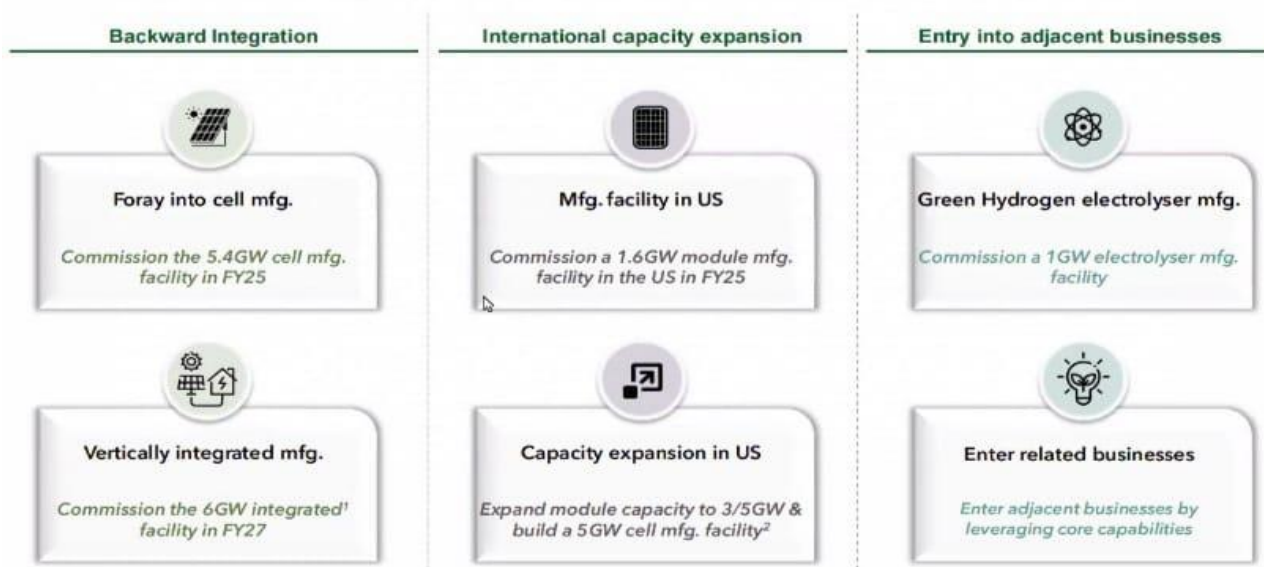 Backward Integration
International capacity expansion
Entry into adjacent businesses
Foray into cell mfg.
Commission the 5.4GW cell mfg.
facility in FY25
Mfg. facility in US
Commission a 1.6GW module mfg.
facility in the US in FY25
Green Hydrogen electrolyser mfg.
Commission a 1GW electrolyser mfg.
facility
Vertically integrated mfg.
Commission the 6GW integrated¹
facility in FY27
Capacity expansion in US
Expand module capacity to 3/5GW &
build a 5GW cell mfg. facility²
Enter related businesses
Enter adjacent businesses by
leveraging core capabilities